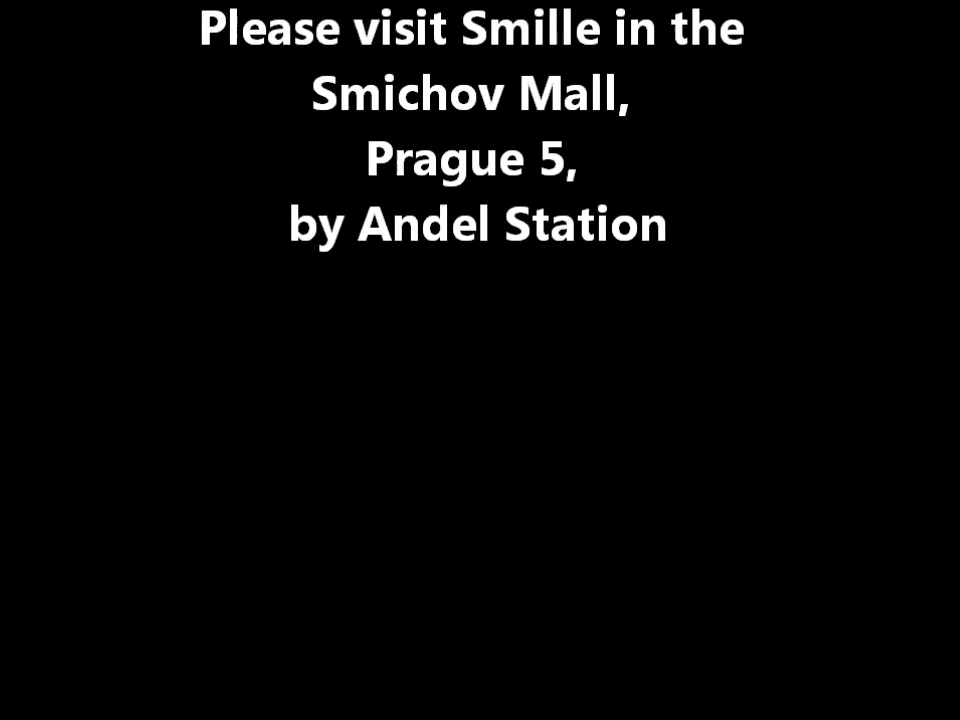 Please visit Smille in the
Smichov Mall,
Prague 5,
by Andel Station